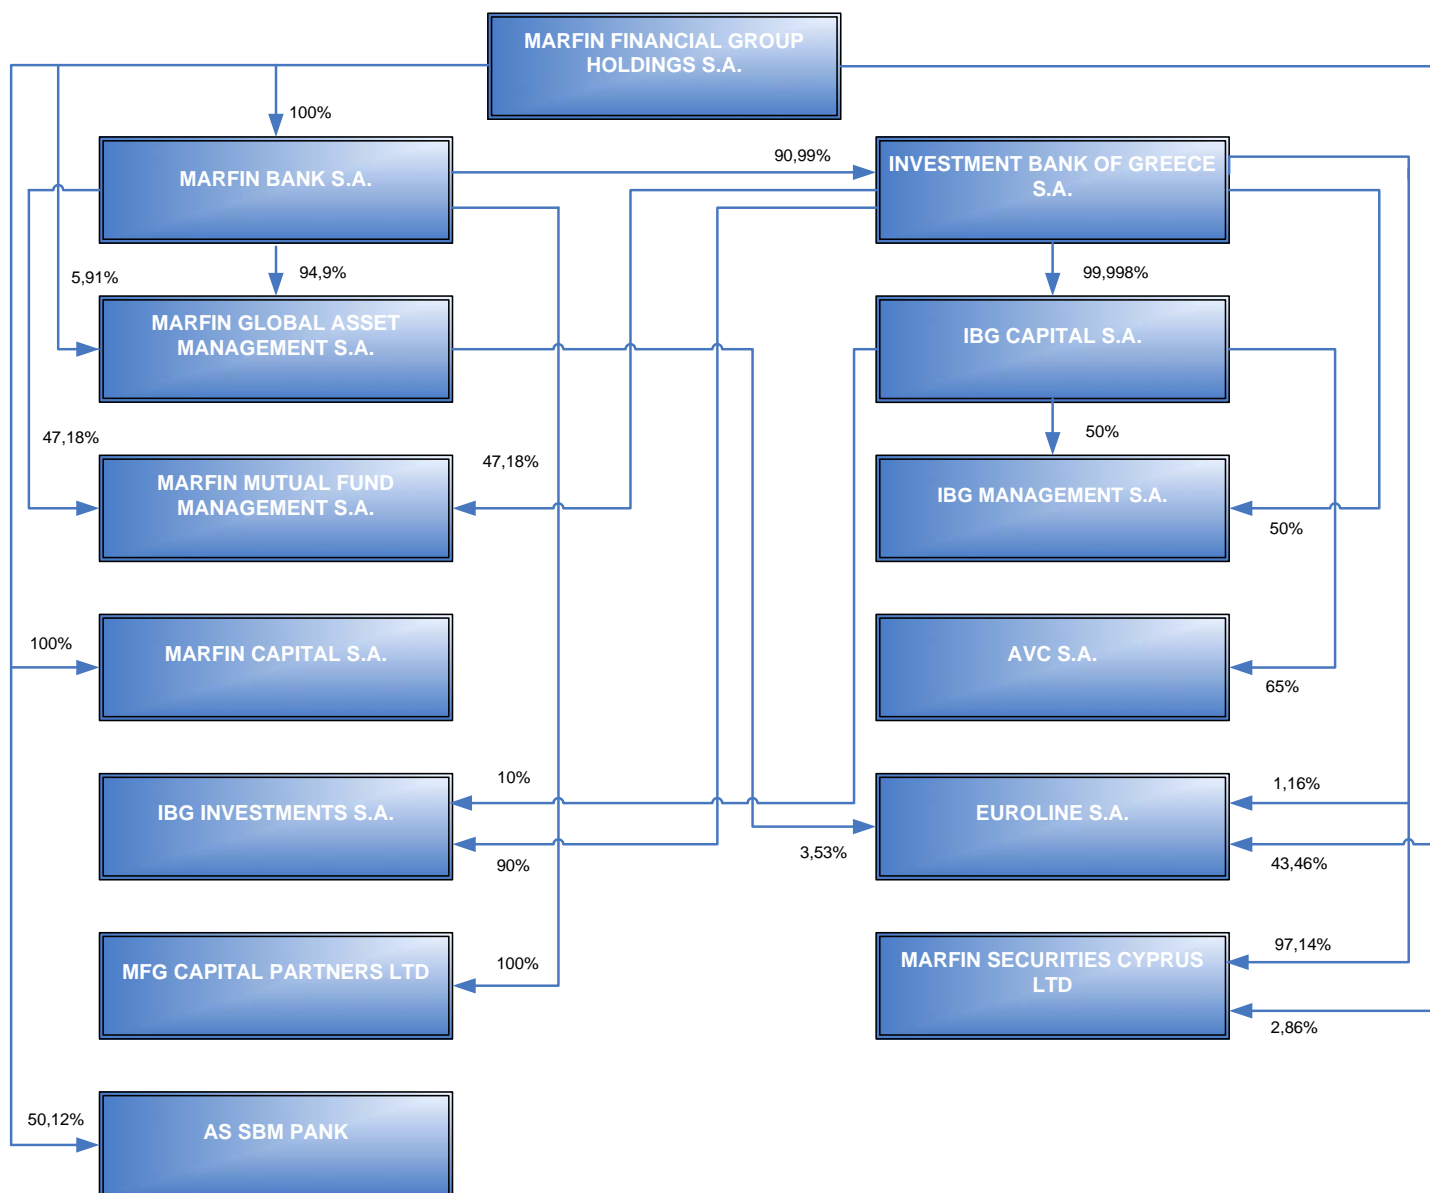 MARFIN FINANCIAL GROUP
HOLDINGS S.A.
100%
MARFIN BANK S.A.
90,99%
INVESTMENT BANK OF GREECE
S.A.
5,91%
94,9%
99,998%
MARFIN GLOBAL ASSET
MANAGEMENT S.A.
IBG CAPITAL S.A.
47,18%
47,18%
50%
MARFIN MUTUAL FUND
MANAGEMENT S.A.
IBG MANAGEMENT S.A.
50%
100%
MARFIN CAPITAL S.A.
AVC S.A.
65%
10%
1,16%
IBG INVESTMENTS S.A.
EUROLINE S.A.
90%
3,53%
43,46%
MFG CAPITAL PARTNERS LTD
100%
MARFIN SECURITIES CYPRUS
LTD
97,14%
2,86%
50,12%
AS SBM PANK